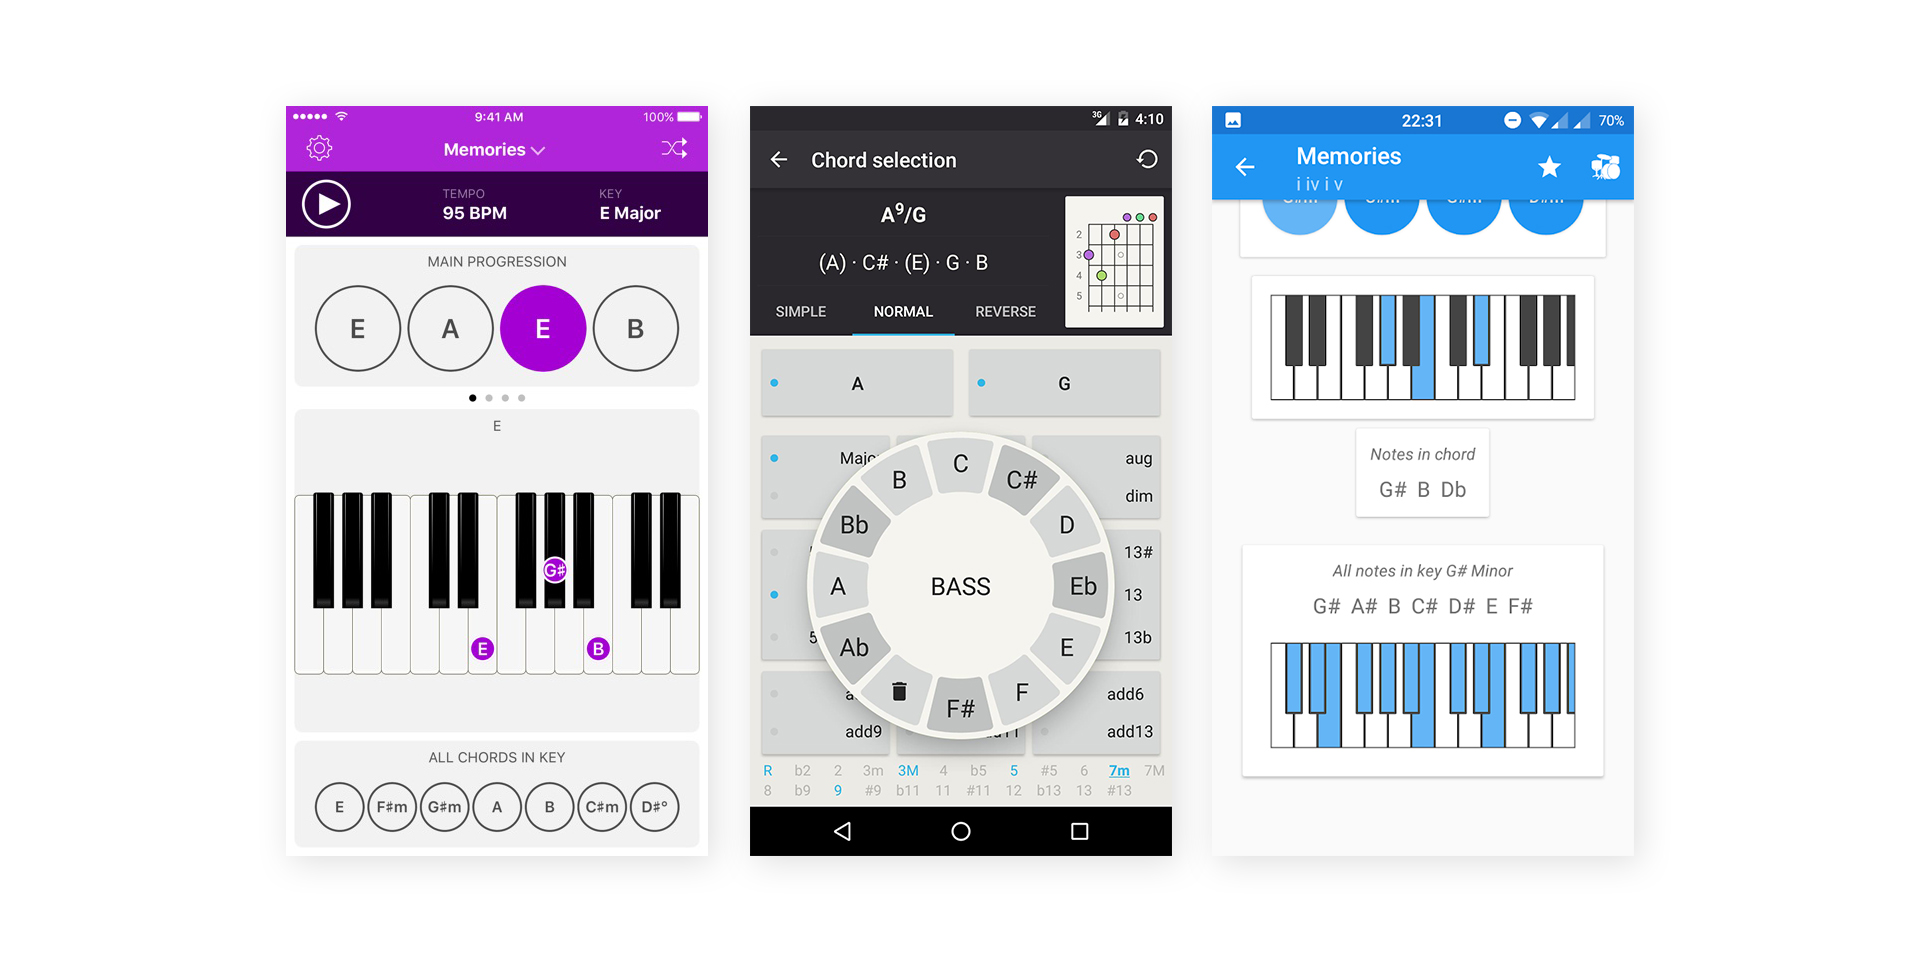 9:41 AM 100%
Memories
TEMPO KEY
95 BPM E Major
MAIN PROGRESSION
E A E B
E
G#
E B
ALL CHORDS IN KEY
E F#m G#m A B C#m D#°
3G 4:10
Chord selection
A9/G
(A) · C# · (E) · G · B
SIMPLE NORMAL REVERSE
2
3
4
5
A G
aug
dim
13#
13
5 13b
add6
add9 add13
C
C#
D
Eb
E
F
F#
Ab
A
Bb
B
BASS
R b2 2 3m 3M 4 b5 5 #5 6 7m 7M
8 b9 9 #9 b11 11 #11 12 b13 13 #13
22:31 70%
Memories
i iv i v
Notes in chord
G# B Db
All notes in key G# Minor
G# A# B C# D# E F#